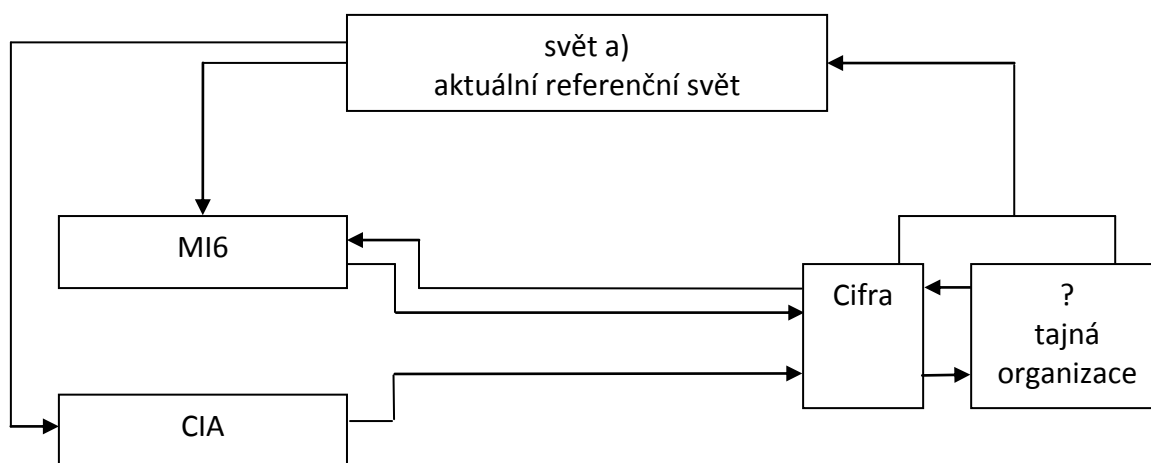 svět a)
aktuální referenční svět
MI6
Cifra
?
tajná
organizace
CIA